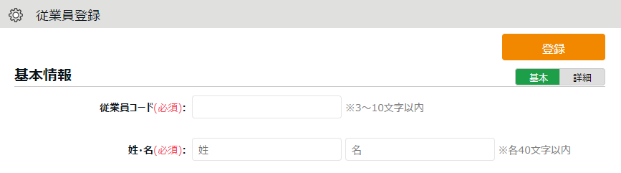 従業員登録
登録
基本情報
基本 詳細
従業員コード(必須): ※3～10文字以内
姓・名(必須): 姓 名 ※各40文字以内